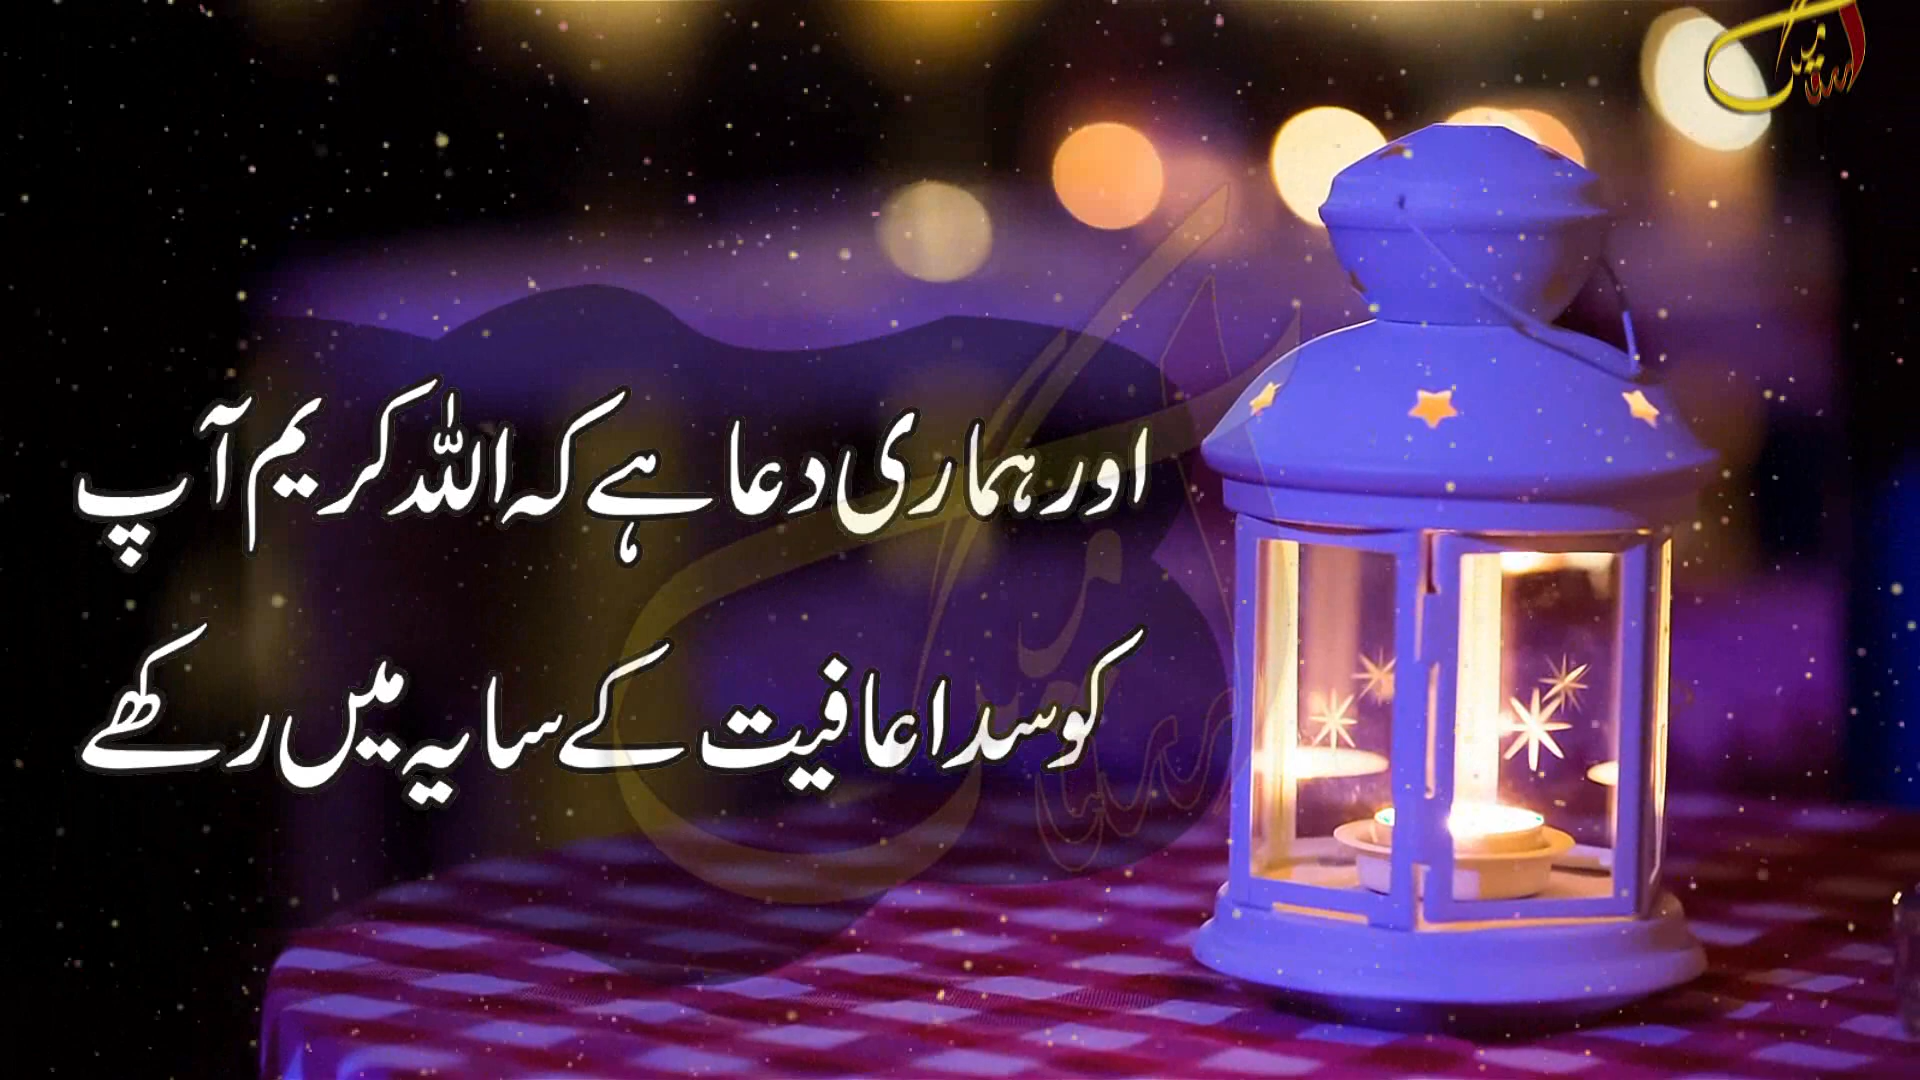 اور ہماری دعا ہے کہ اللہ کریم آپ
کو سدا عافیت کے سایہ میں رکھے